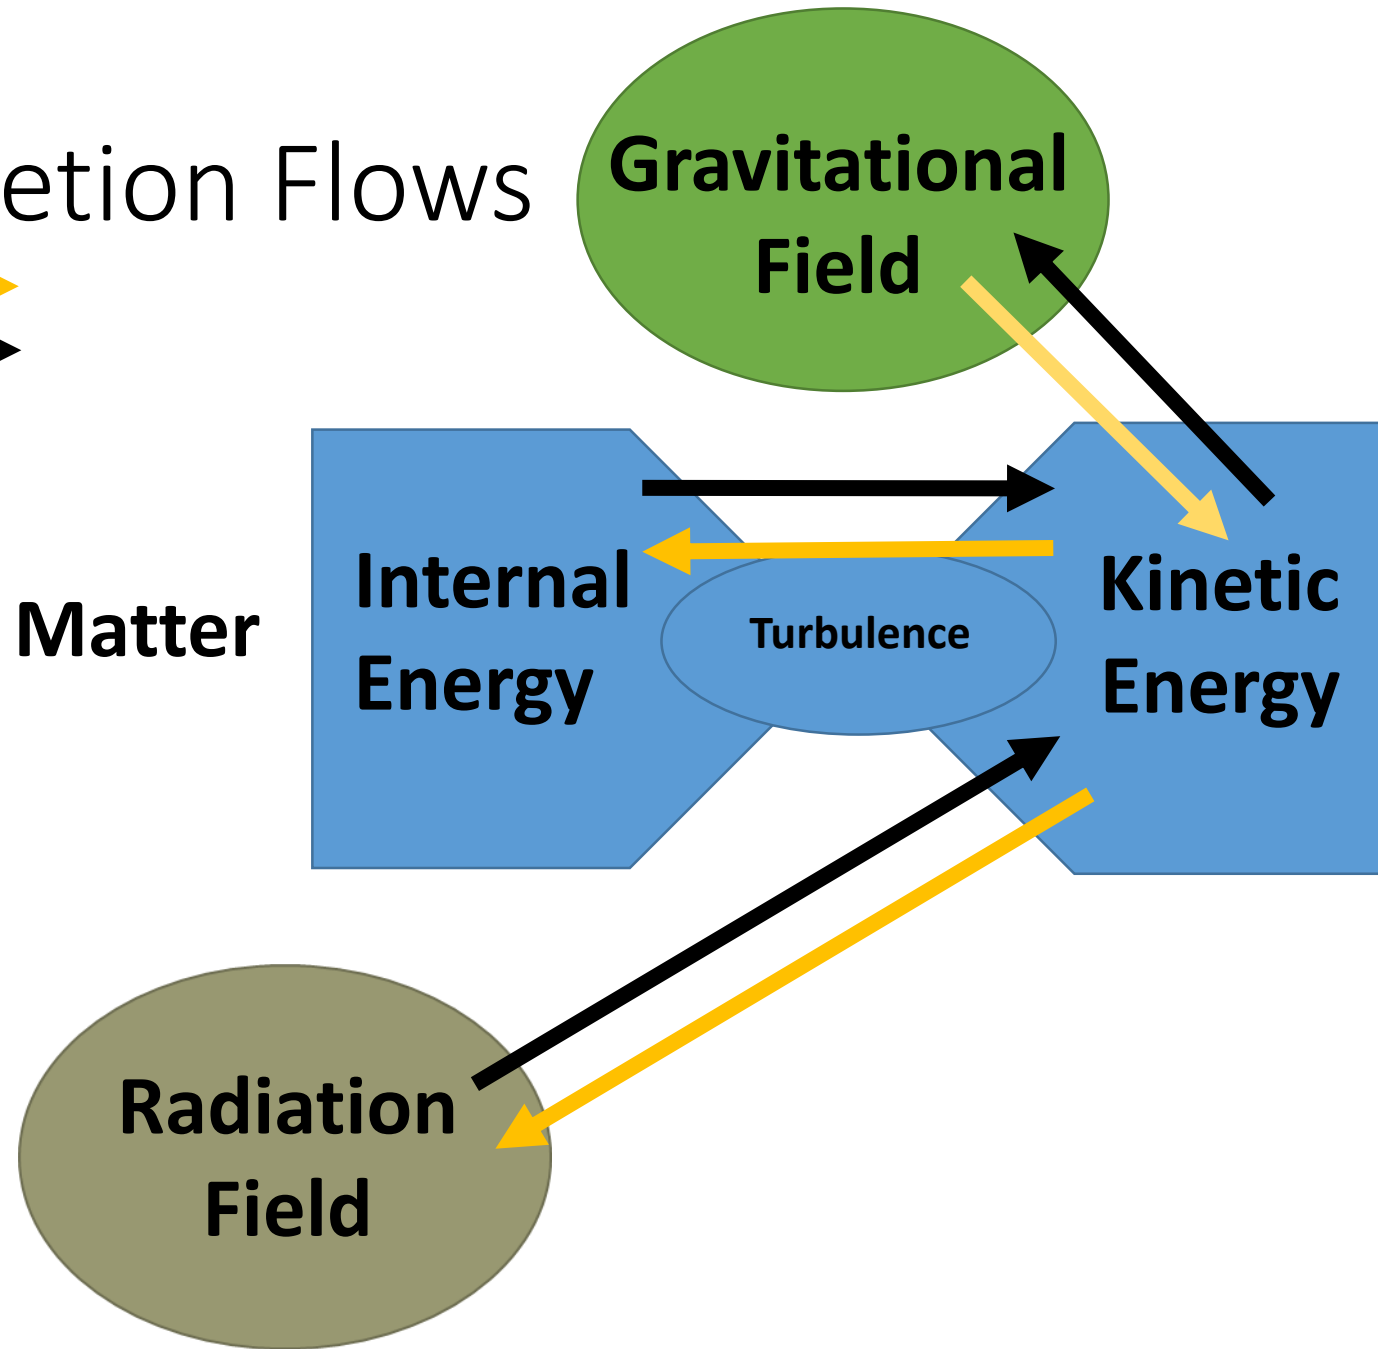 etion Flows
Gravitational
Field
Matter
Internal
Energy
Turbulence
Kinetic
Energy
Radiation
Field